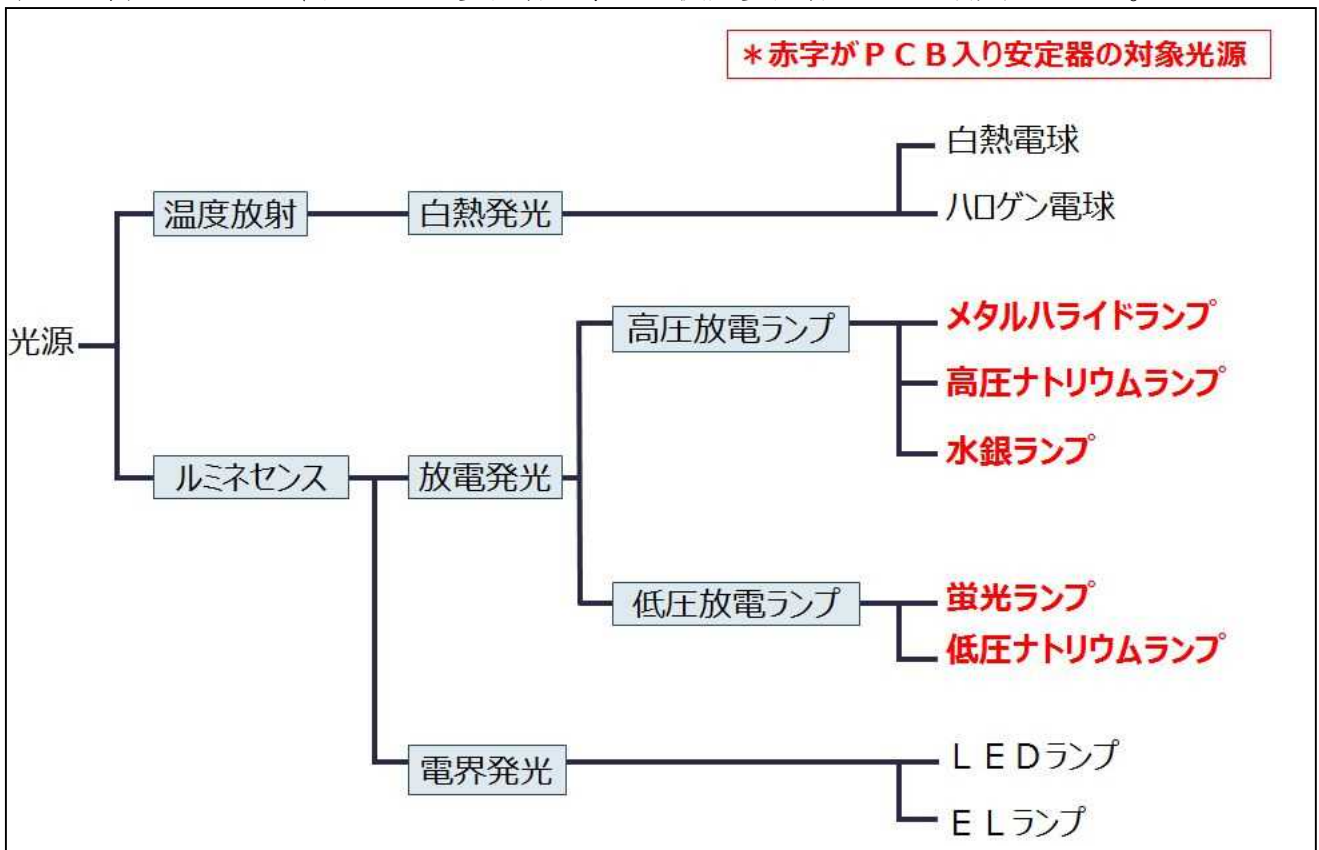 ＊赤字がＰＣＢ入り安定器の対象光源
白熱電球
温度放射
白熱発光
ハロゲン電球
高圧放電ランプ
メタルハライドランプ
光源
高圧ナトリウムランプ
水銀ランプ
ルミネセンス
放電発光
低圧放電ランプ
蛍光ランプ
低圧ナトリウムランプ
電界発光
ＬＥＤランプ
ＥＬランプ